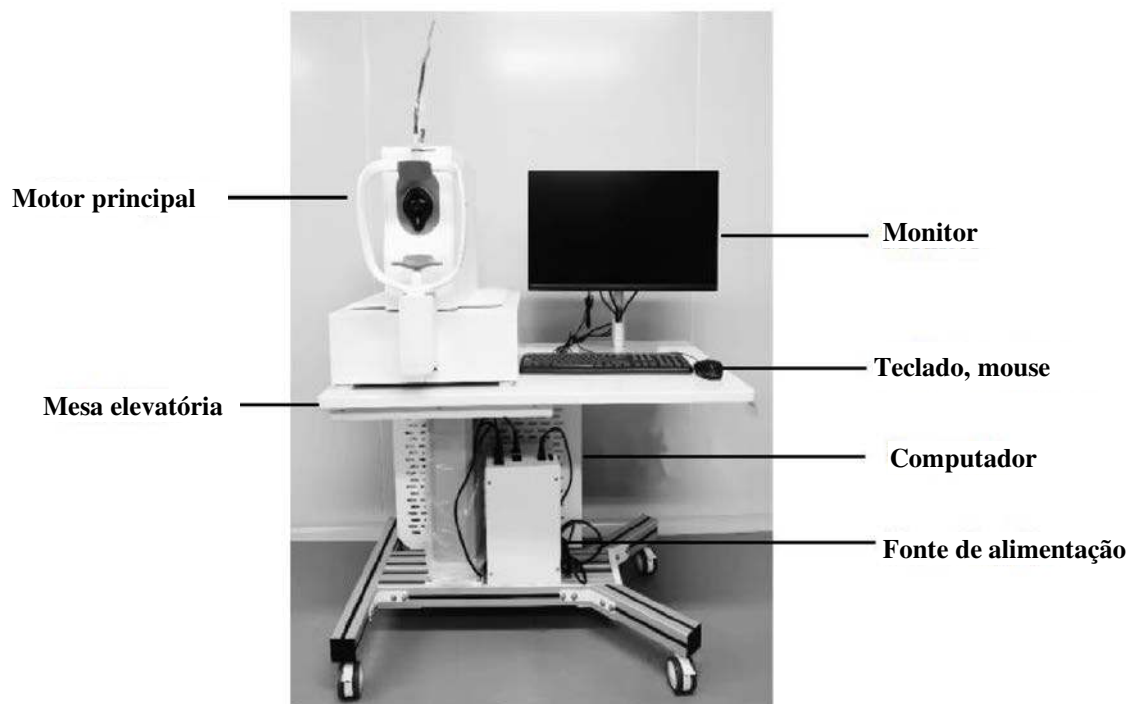 Motor principal
Monitor
Teclado, mouse
Mesa elevatória
Computador
Fonte de alimentação